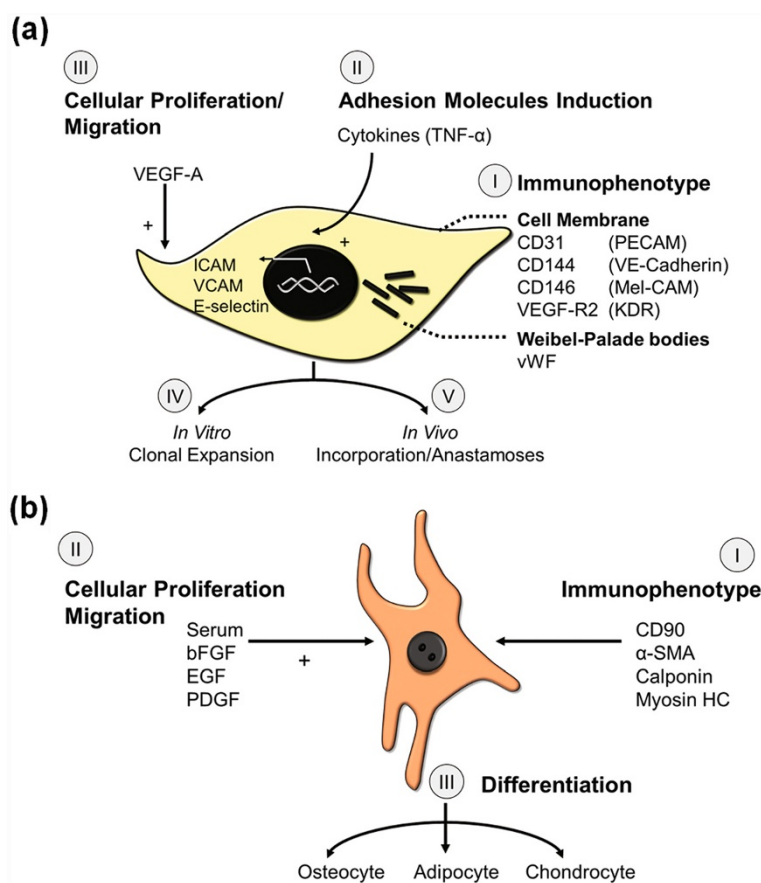 (a)
III
Cellular Proliferation/
Migration
VEGF-A
+
II
Adhesion Molecules Induction
Cytokines (TNF-α)
+
ICAM
VCAM
E-selectin
I Immunophenotype
Cell Membrane
CD31 (PECAM)
CD144 (VE-Cadherin)
CD146 (Mel-CAM)
VEGF-R2 (KDR)
Weibel-Palade bodies
vWF
IV
In Vitro
Clonal Expansion
V
In Vivo
Incorporation/Anastamoses
(b)
II
Cellular Proliferation
Migration
Serum
bFGF
EGF
PDGF
+
I
Immunophenotype
CD90
α-SMA
Calponin
Myosin HC
III Differentiation
Osteocyte Adipocyte Chondrocyte